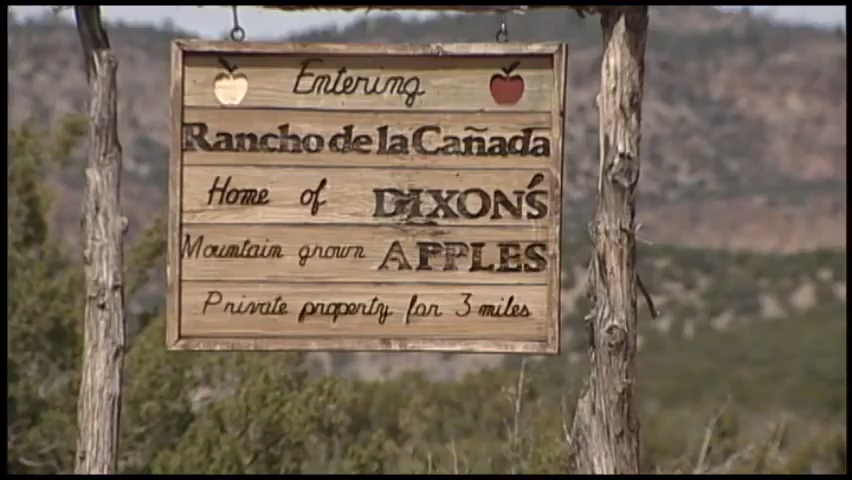 Entering
Rancho de la Cañada
Home of DIXON'S
Mountain grown APPLES
Private property for 3 miles